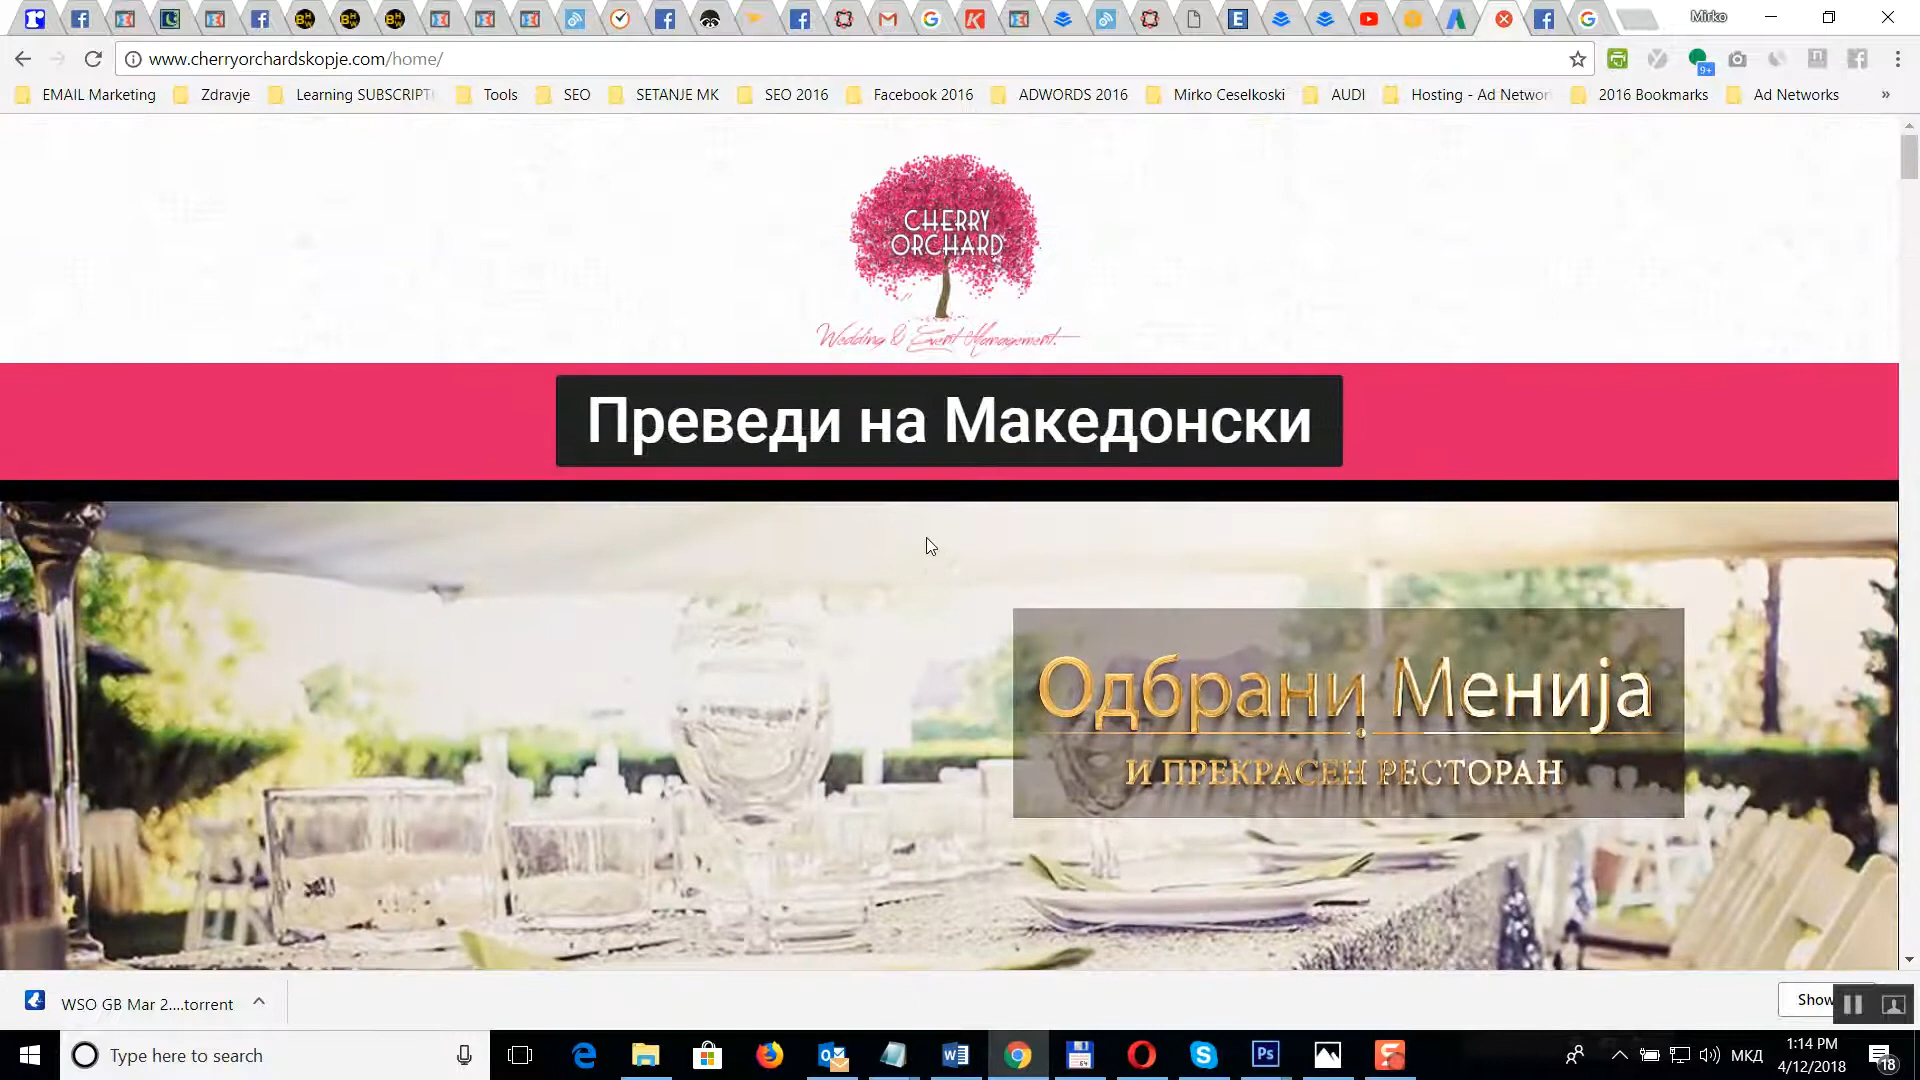 Mirko
www.cherryorchardskopje.com/home/
EMAIL Marketing
Zdravje
Learning SUBSCRIPT
Tools
SEO
SETANJE MK
SEO 2016
Facebook 2016
ADWORDS 2016
Mirko Ceselkoski
AUDI
Hosting - Ad Networ
2016 Bookmarks
Ad Networks
»
9+
CHERRY
ORCHARD
Wedding & Event Management.
Преведи на Македонски
Одбрани Менија
И ПРЕКРАСЕН РЕСТОРАН
WSO GB Mar 2....torrent
Show
Type here to search
МКД
1:14 PM
4/12/2018
18